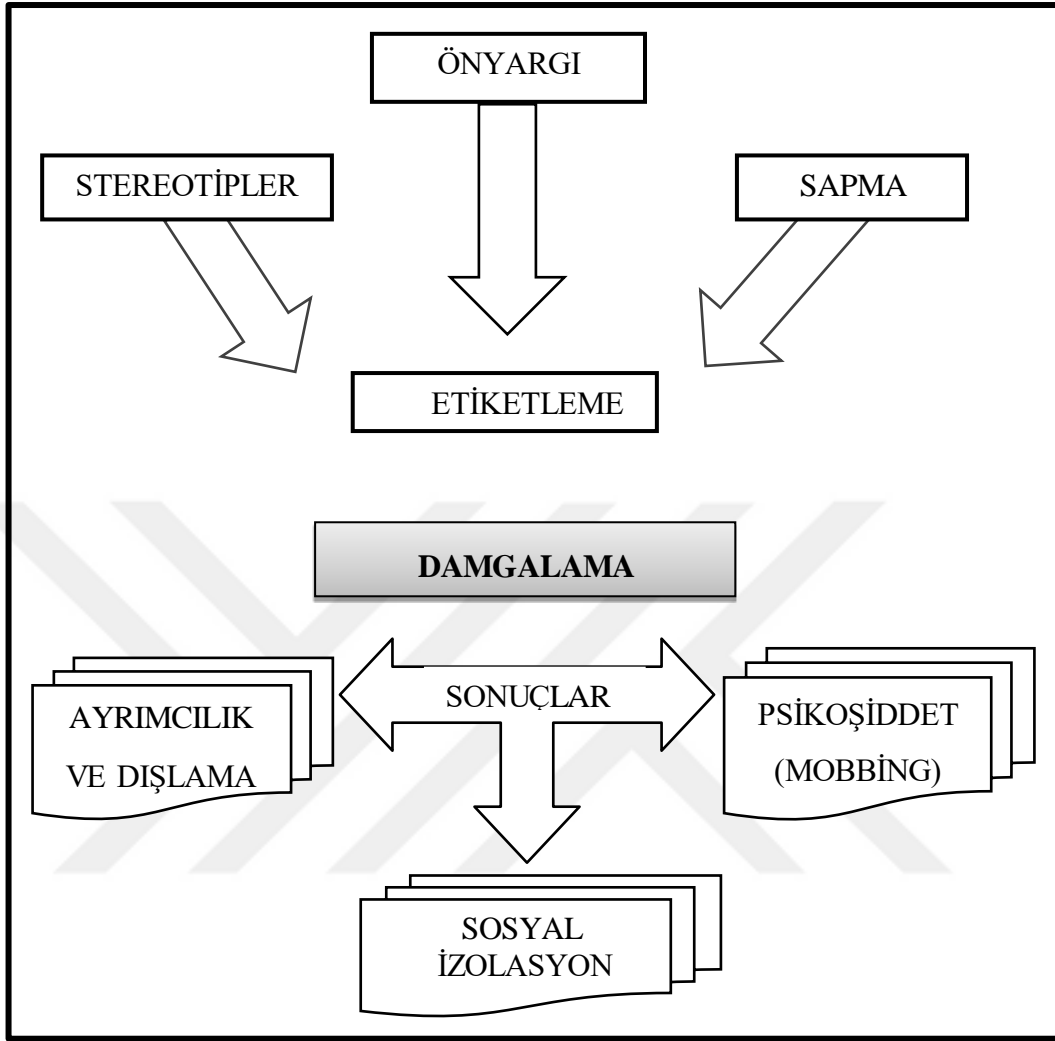 ÖNYARGI
STEREOTİPLER
SAPMA
ETİKETLEME
DAMGALAMA
SONUÇLAR
AYRIMCILIK
VE DIŞLAMA
PSİKOŞİDDET
(MOBBİNG)
SOSYAL
İZOLASYON